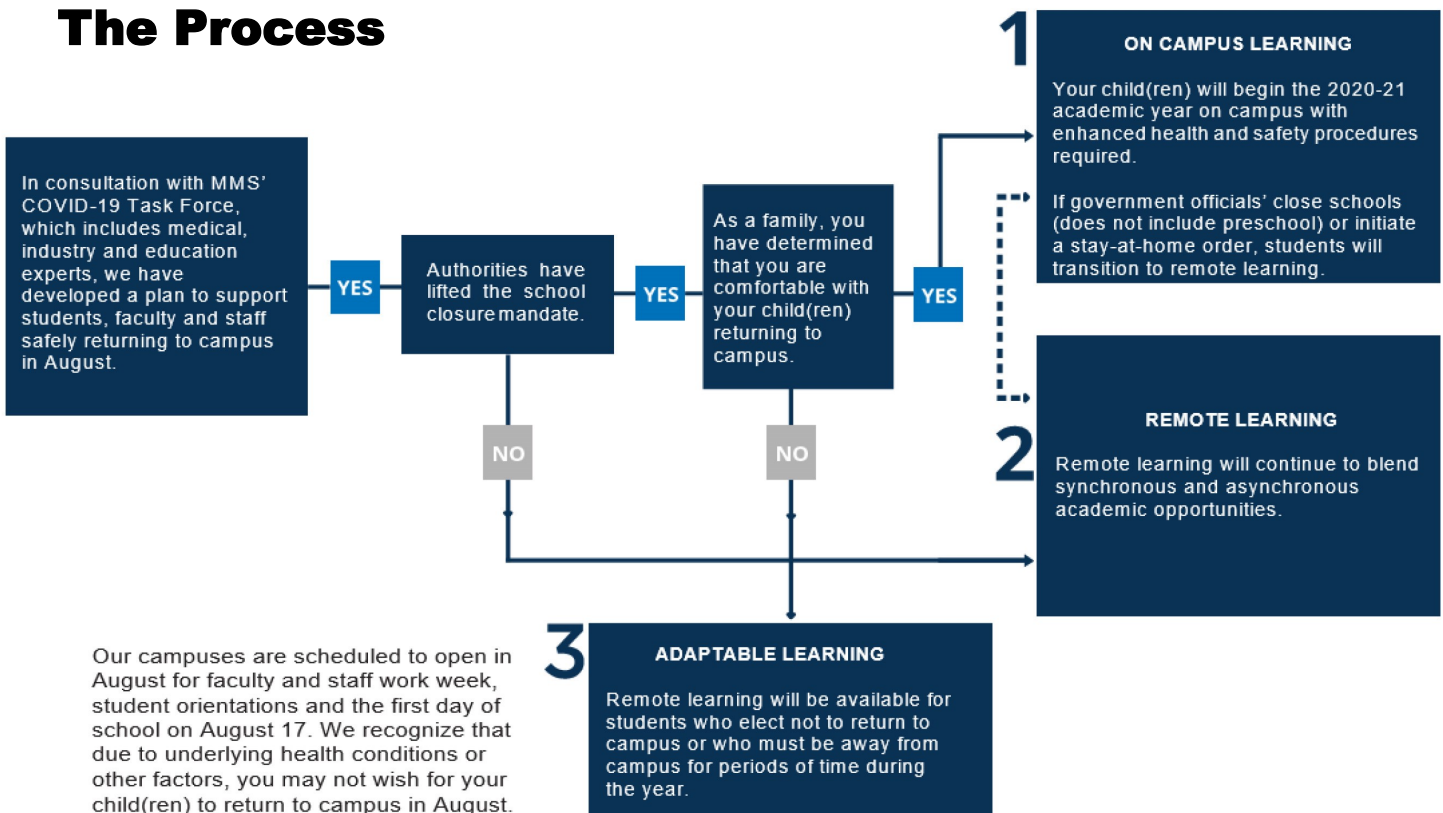 The Process
In consultation with MMS’
COVID-19 Task Force,
which includes medical,
industry and education
experts, we have
developed a plan to support
students, faculty and staff
safely returning to campus
in August.
YES
Authorities have
lifted the school
closure mandate.
YES
NO
As a family, you
have determined
that you are
comfortable with
your child(ren)
returning to
campus.
YES
NO
1
ON CAMPUS LEARNING
Your child(ren) will begin the 2020-21
academic year on campus with
enhanced health and safety procedures
required.
If government officials’ close schools
(does not include preschool) or initiate
a stay-at-home order, students will
transition to remote learning.
2
REMOTE LEARNING
Remote learning will continue to blend
synchronous and asynchronous
academic opportunities.
3
ADAPTABLE LEARNING
Remote learning will be available for
students who elect not to return to
campus or who must be away from
campus for periods of time during
the year.
Our campuses are scheduled to open in
August for faculty and staff work week,
student orientations and the first day of
school on August 17. We recognize that
due to underlying health conditions or
other factors, you may not wish for your
child(ren) to return to campus in August.